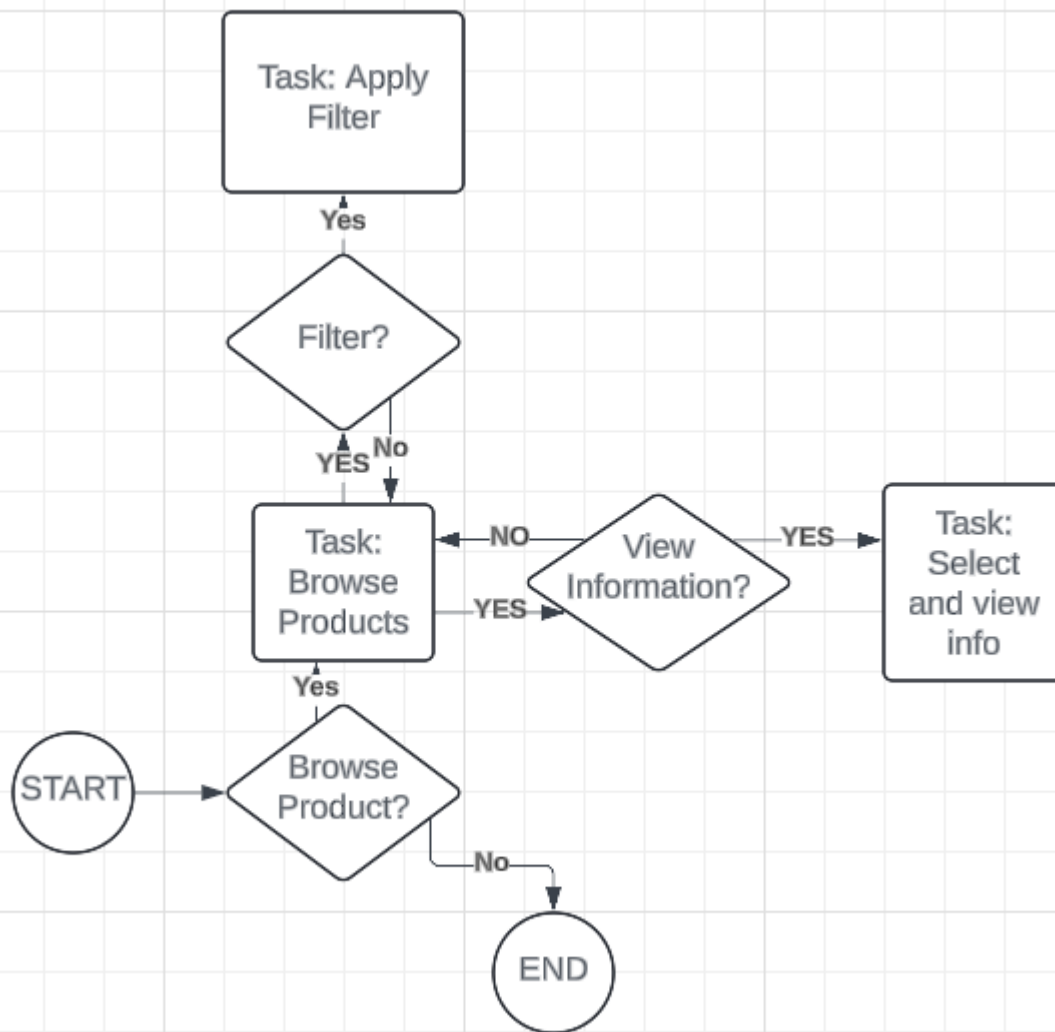 Task: Apply
Filter
Yes
Filter?
No
YES
Task:
Browse
Products
NO
YES
View
Information?
YES
Task:
Select
and view
info
Yes
START
Browse
Product?
No
END